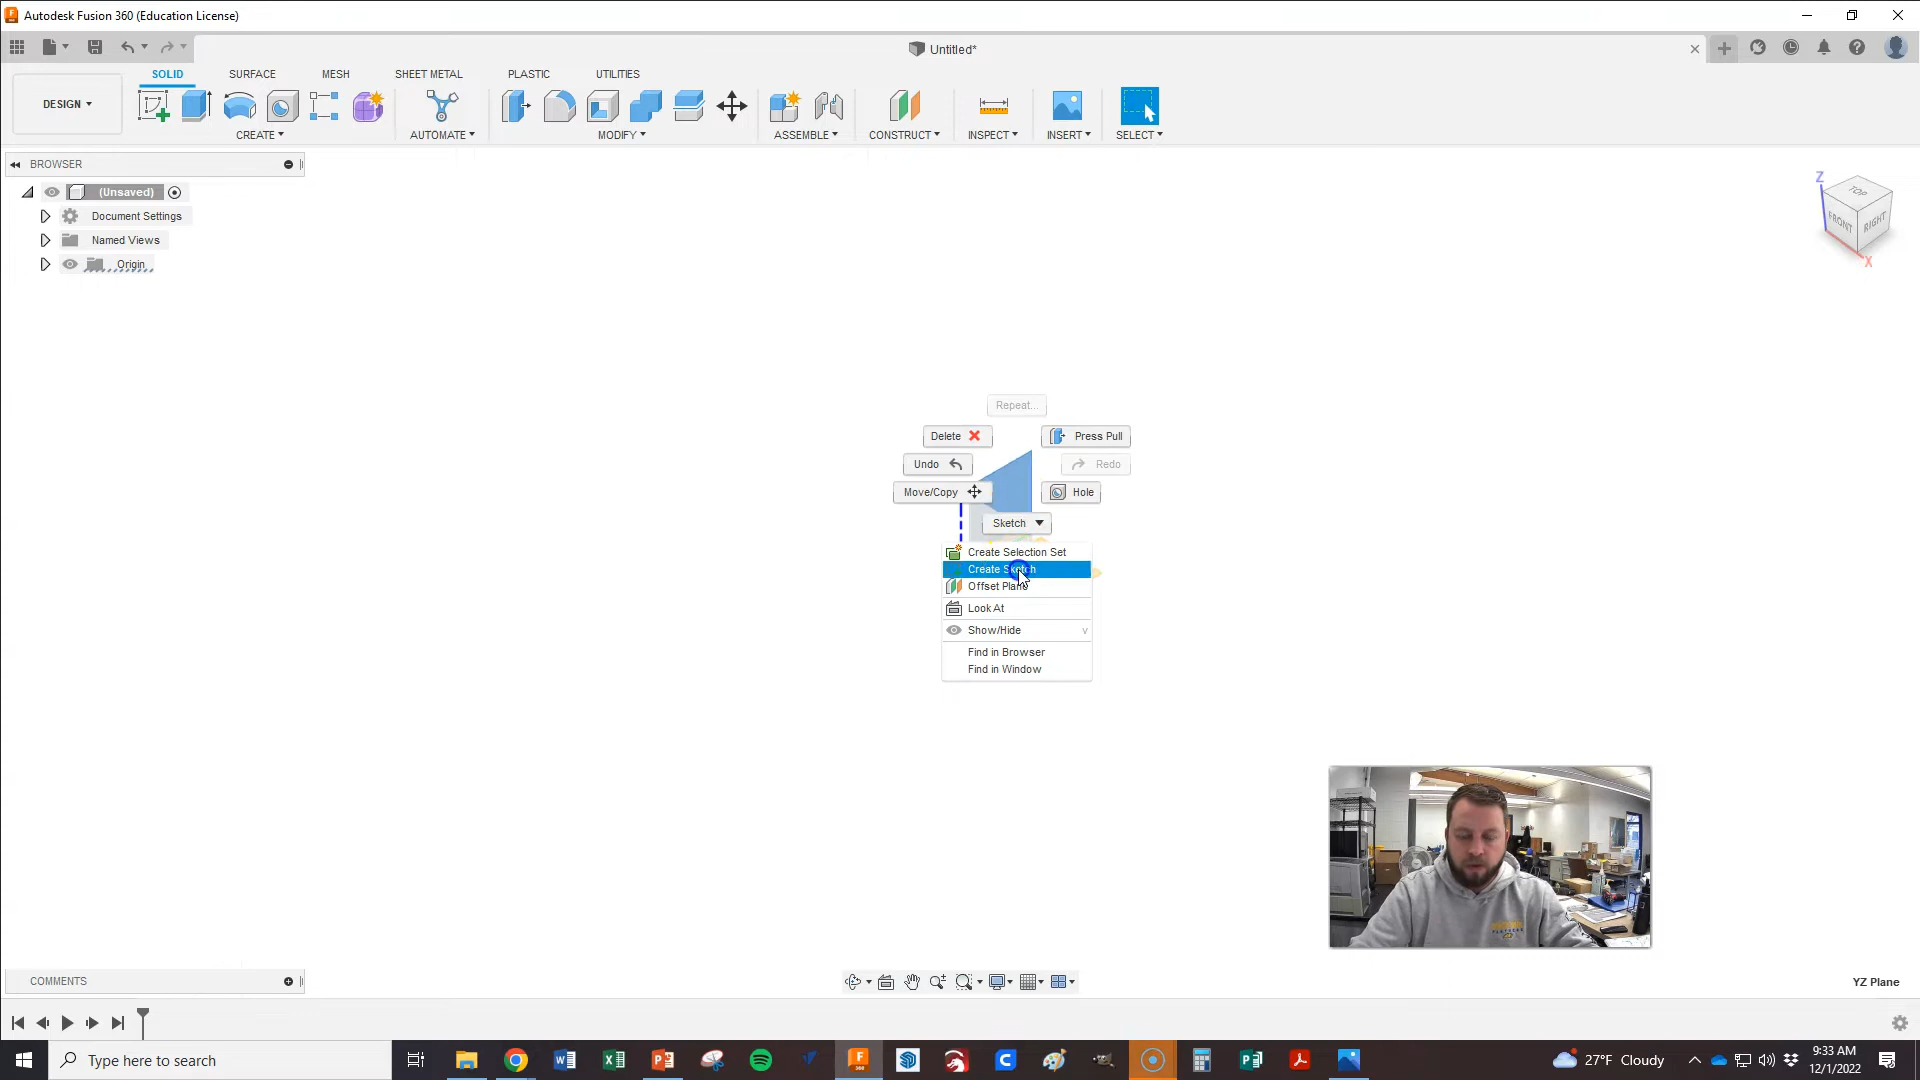 Autodesk Fusion 360 (Education License)
Untitled*
SOLID SURFACE MESH SHEET METAL PLASTIC UTILITIES
DESIGN
CREATE AUTOMATE MODIFY ASSEMBLE CONSTRUCT INSPECT INSERT SELECT
BROWSER
(Unsaved)
Document Settings
Named Views
Origin
Z
TOP
FRONT RIGHT
X
Repeat...
Delete Press Pull
Undo Redo
Move/Copy Hole
Sketch
Create Selection Set
Create Sketch
Offset Plane
Look At
Show/Hide v
Find in Browser
Find in Window
COMMENTS
YZ Plane
Type here to search
27°F Cloudy
9:33 AM
12/1/2022